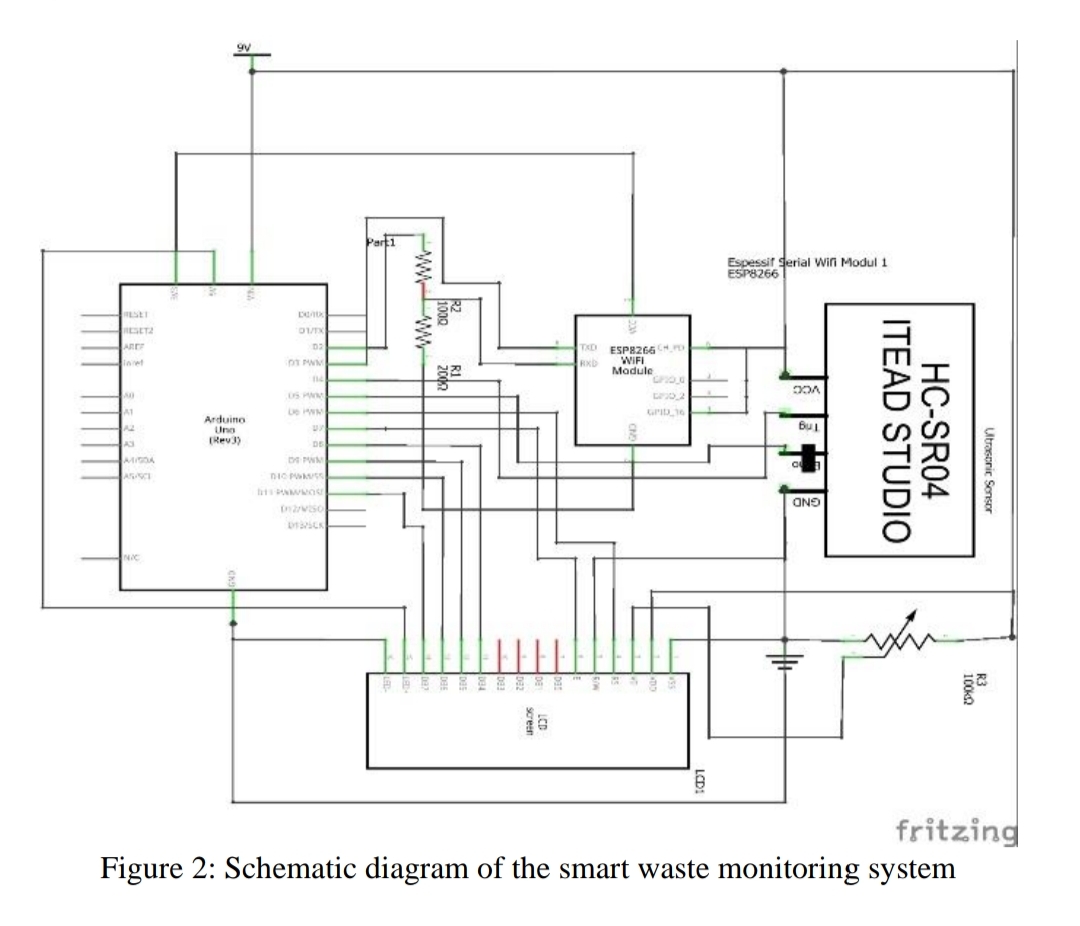 9V
Part1
Espessif Serial Wifi Modul 1
ESP8266
RESET
RESET2
AREF
ioref
A0
A1
A2
A3
A4/SDA
A5/SCL
N/C
Arduino
Uno
(Rev3)
D0/RX
D1/TX
D2
D3 PWM
D4
D5 PWM
D6 PWM
D7
D8
D9 PWM
D10 PWM/SS
D11 PWM/MOSI
D12/MISO
D13/SCK
GND
R2
100Ω
R1
200Ω
TXD
RXD
VCC
ESP8266
WiFi
Module
CH_PD
GPIO_0
GPIO_2
GPIO_16
GND
VCC
Trig
GND
HC-SR04
ITEAD STUDIO
Ultrasonic Sensor
R3
100kΩ
LED-
LED+
DB7
DB6
DB5
DB4
DB3
DB2
DB1
DB0
E
R/W
RS
VO
VDD
VSS
LCD
screen
LCD1
fritzing
Figure 2: Schematic diagram of the smart waste monitoring system